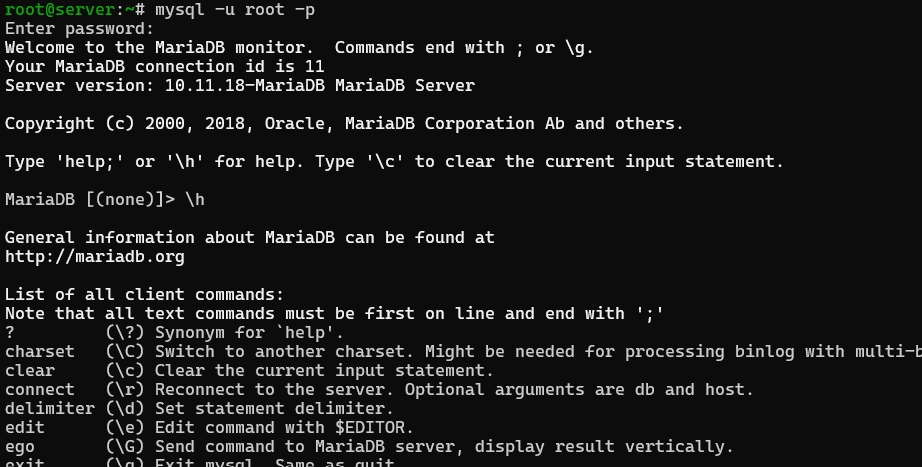 root@server:~# mysql -u root -p
Enter password:
Welcome to the MariaDB monitor.  Commands end with ; or \g.
Your MariaDB connection id is 11
Server version: 10.11.18-MariaDB MariaDB Server

Copyright (c) 2000, 2018, Oracle, MariaDB Corporation Ab and others.

Type 'help;' or '\h' for help. Type '\c' to clear the current input statement.

MariaDB [(none)]> \h

General information about MariaDB can be found at
http://mariadb.org

List of all client commands:
Note that all text commands must be first on line and end with ';'
?         (\?) Synonym for `help'.
charset   (\C) Switch to another charset. Might be needed for processing binlog with multi-b
clear     (\c) Clear the current input statement.
connect   (\r) Reconnect to the server. Optional arguments are db and host.
delimiter (\d) Set statement delimiter.
edit      (\e) Edit command with $EDITOR.
ego       (\G) Send command to MariaDB server, display result vertically.
exit      (\q) Exit mysql. Same as quit.